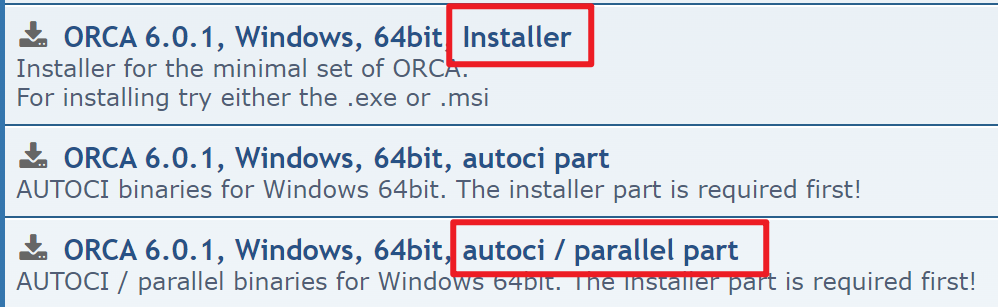 ORCA 6.0.1, Windows, 64bit, Installer
Installer for the minimal set of ORCA.
For installing try either the .exe or .msi
ORCA 6.0.1, Windows, 64bit, autoci part
AUTOCI binaries for Windows 64bit. The installer part is required first!
ORCA 6.0.1, Windows, 64bit, autoci / parallel part
AUTOCI / parallel binaries for Windows 64bit. The installer part is required first!